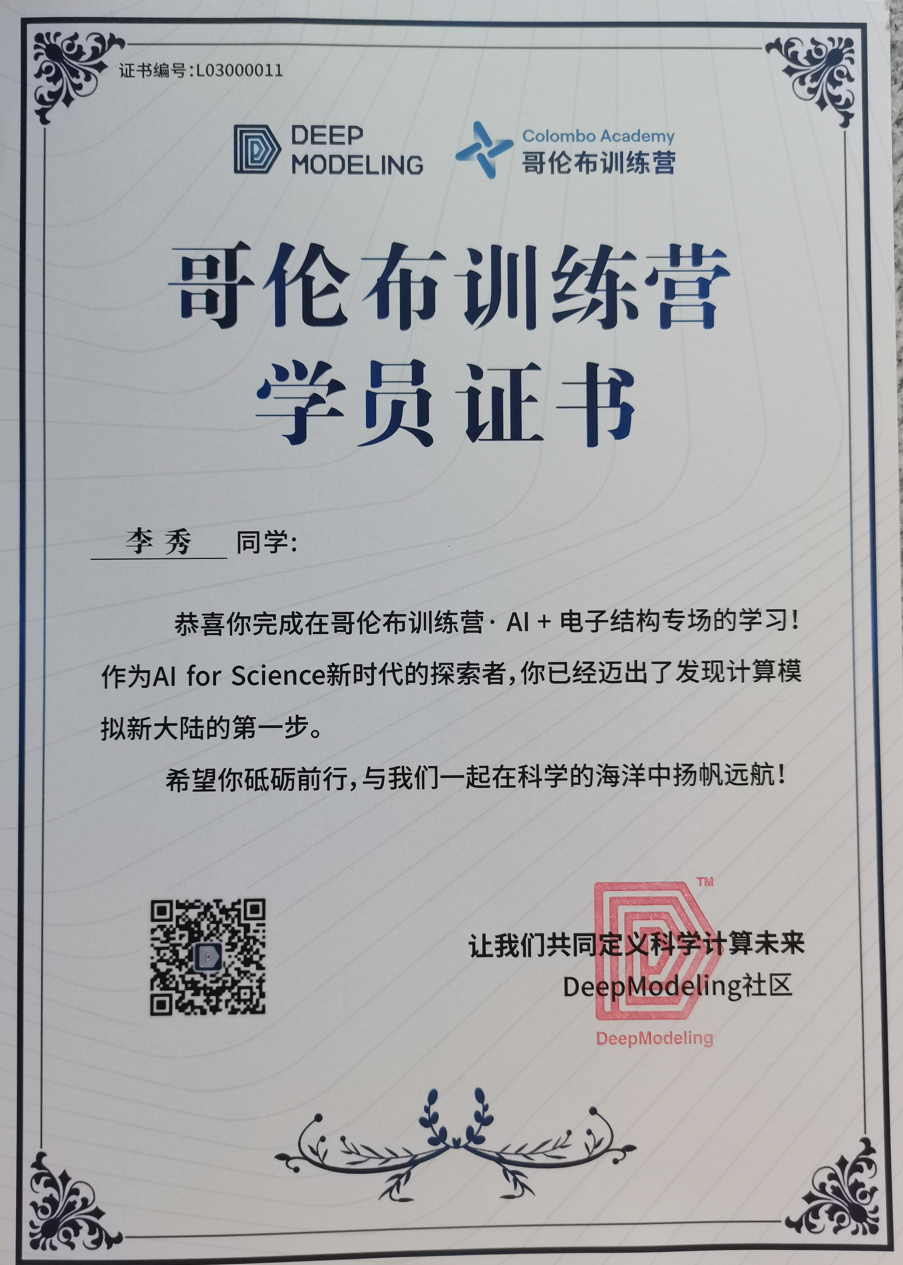 证书编号：L03000011
DEEP
MODELING
Colombo Academy
哥伦布训练营
哥伦布训练营
学员证书
李秀 同学：
恭喜你完成在哥伦布训练营· AI + 电子结构专场的学习！
作为AI for Science新时代的探索者，你已经迈出了发现计算模
拟新大陆的第一步。
希望你砥砺前行，与我们一起在科学的海洋中扬帆远航！
TM
让我们共同定义科学计算未来
DeepModeling社区
DeepModeling